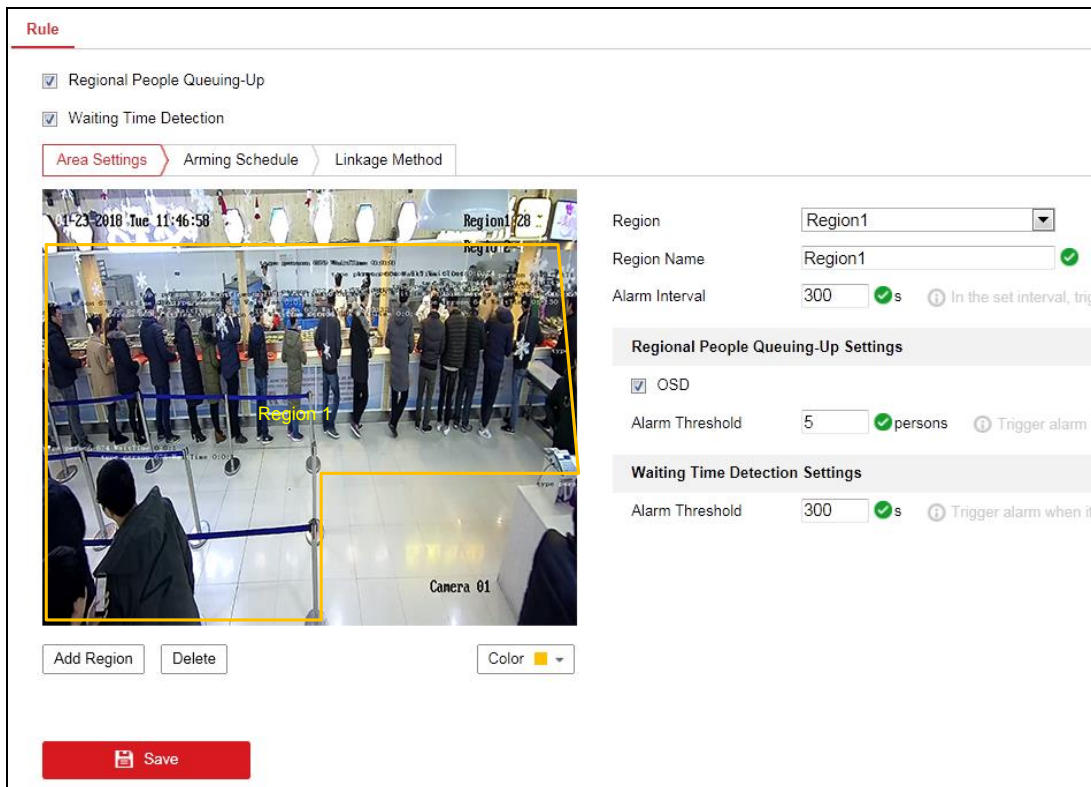 Rule
Regional People Queuing-Up
Waiting Time Detection
Area Settings
Arming Schedule
Linkage Method
1-23-2018 Tue 11:46:58
Region1 28
Region 1
Camera 01
Add Region
Delete
Color
Save
Region
Region1
Region Name
Region1
Alarm Interval
300 s
In the set interval, trig
Regional People Queuing-Up Settings
OSD
Alarm Threshold
5 persons
Trigger alarm
Waiting Time Detection Settings
Alarm Threshold
300 s
Trigger alarm when it